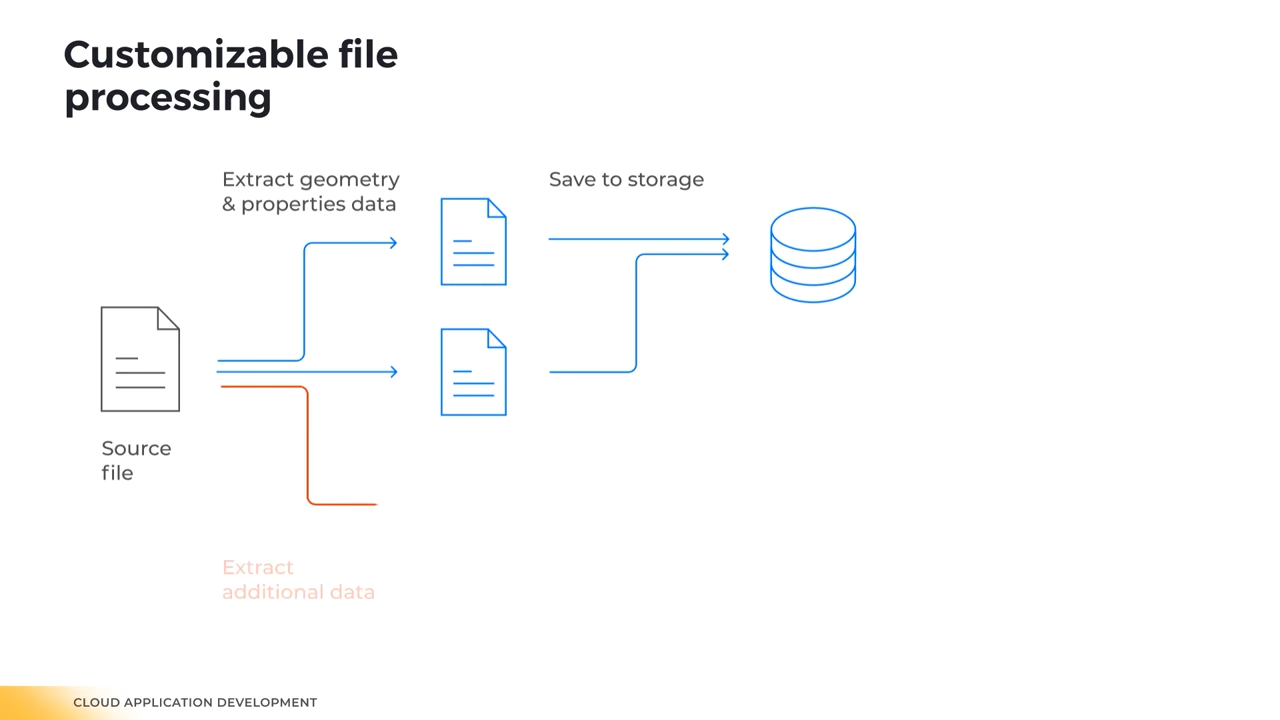 Customizable file
processing
Extract geometry
& properties data
Save to storage
Source
file
Extract
additional data
CLOUD APPLICATION DEVELOPMENT